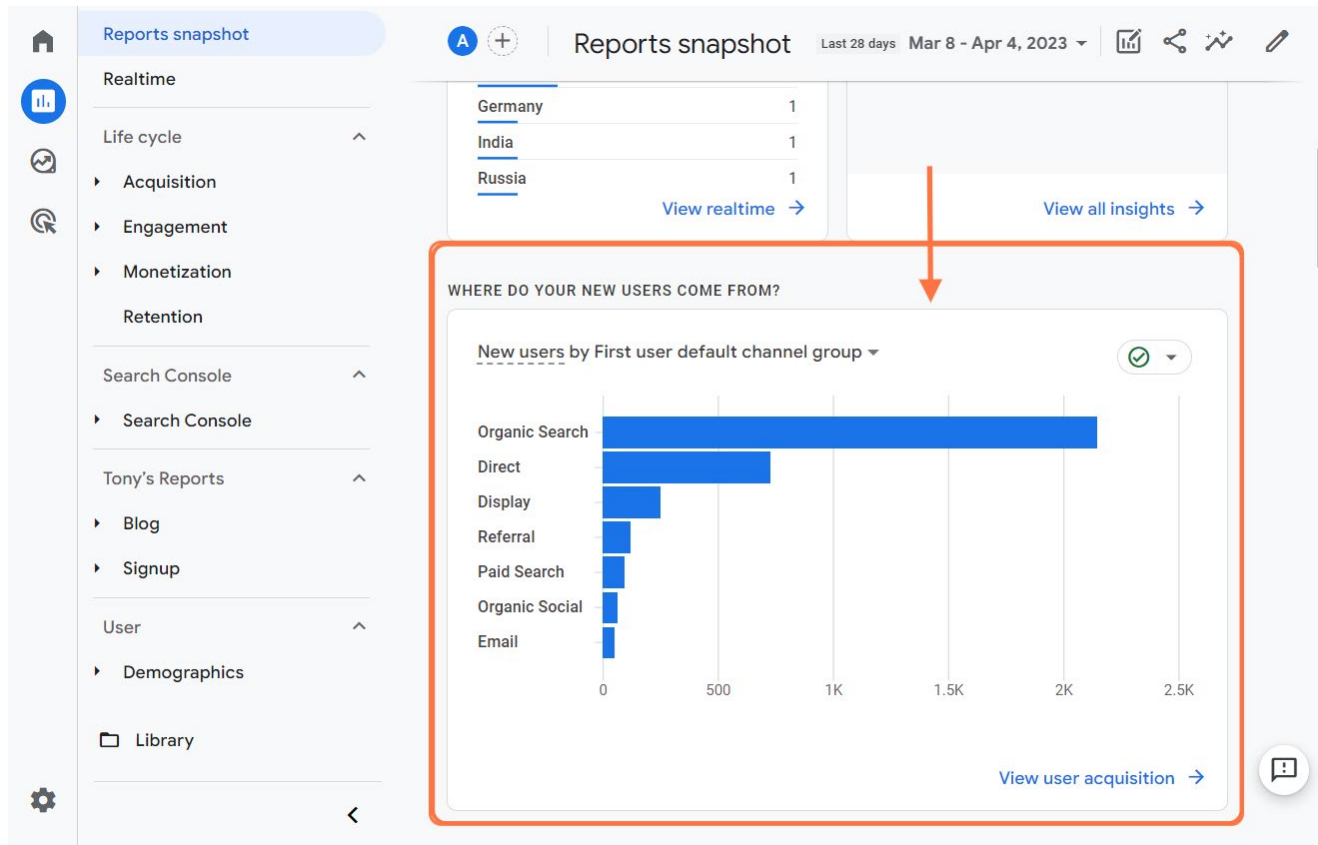 Reports snapshot
Realtime
Life cycle
Acquisition
Engagement
Monetization
Retention
Search Console
Search Console
Tony's Reports
Blog
Signup
User
Demographics
Library
A
Reports snapshot Last 28 days Mar 8 - Apr 4, 2023
Germany 1
India 1
Russia 1
View realtime
View all insights
WHERE DO YOUR NEW USERS COME FROM?
New users by First user default channel group
Organic Search
Direct
Display
Referral
Paid Search
Organic Social
Email
0 500 1K 1.5K 2K 2.5K
View user acquisition